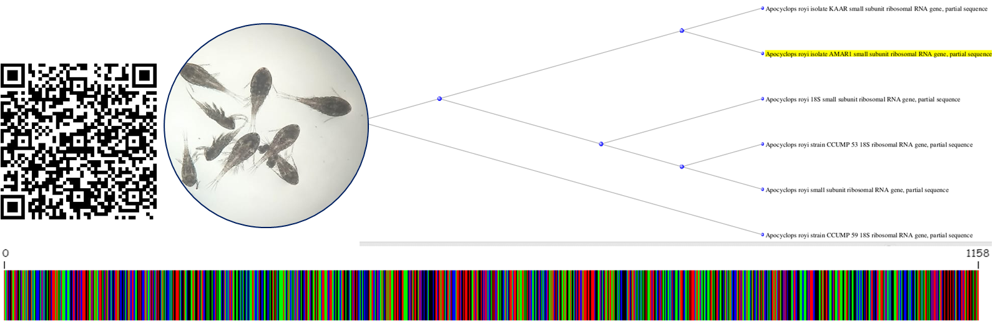 Apocyclops royi isolate KAAR small subunit ribosomal RNA gene, partial sequence
Apocyclops royi isolate AMAR1 small subunit ribosomal RNA gene, partial sequence
Apocyclops royi 18S small subunit ribosomal RNA gene, partial sequence
Apocyclops royi strain CCUMP 53 18S ribosomal RNA gene, partial sequence
Apocyclops royi small subunit ribosomal RNA gene, partial sequence
Apocyclops royi strain CCUMP 59 18S ribosomal RNA gene, partial sequence
0 1158